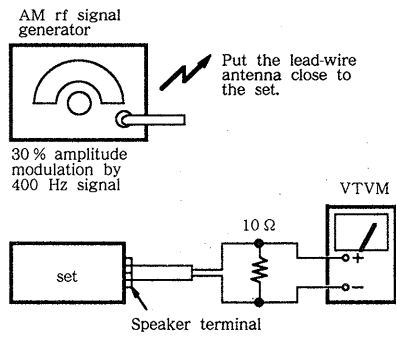 AM rf signal
generator
Put the lead-wire
antenna close to
the set.
30% amplitude
modulation by
400 Hz signal
VTVM
10 Ω
+
−
set
Speaker terminal